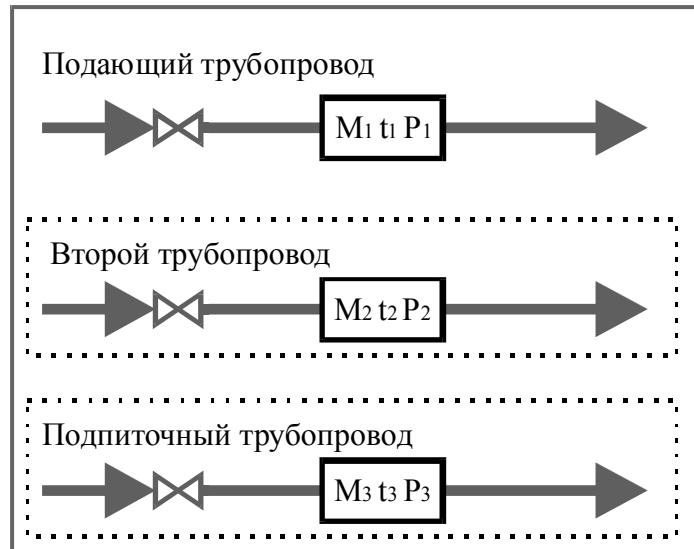 Подающий трубопровод
M1 t1 P1
Второй трубопровод
M2 t2 P2
Подпиточный трубопровод
M3 t3 P3